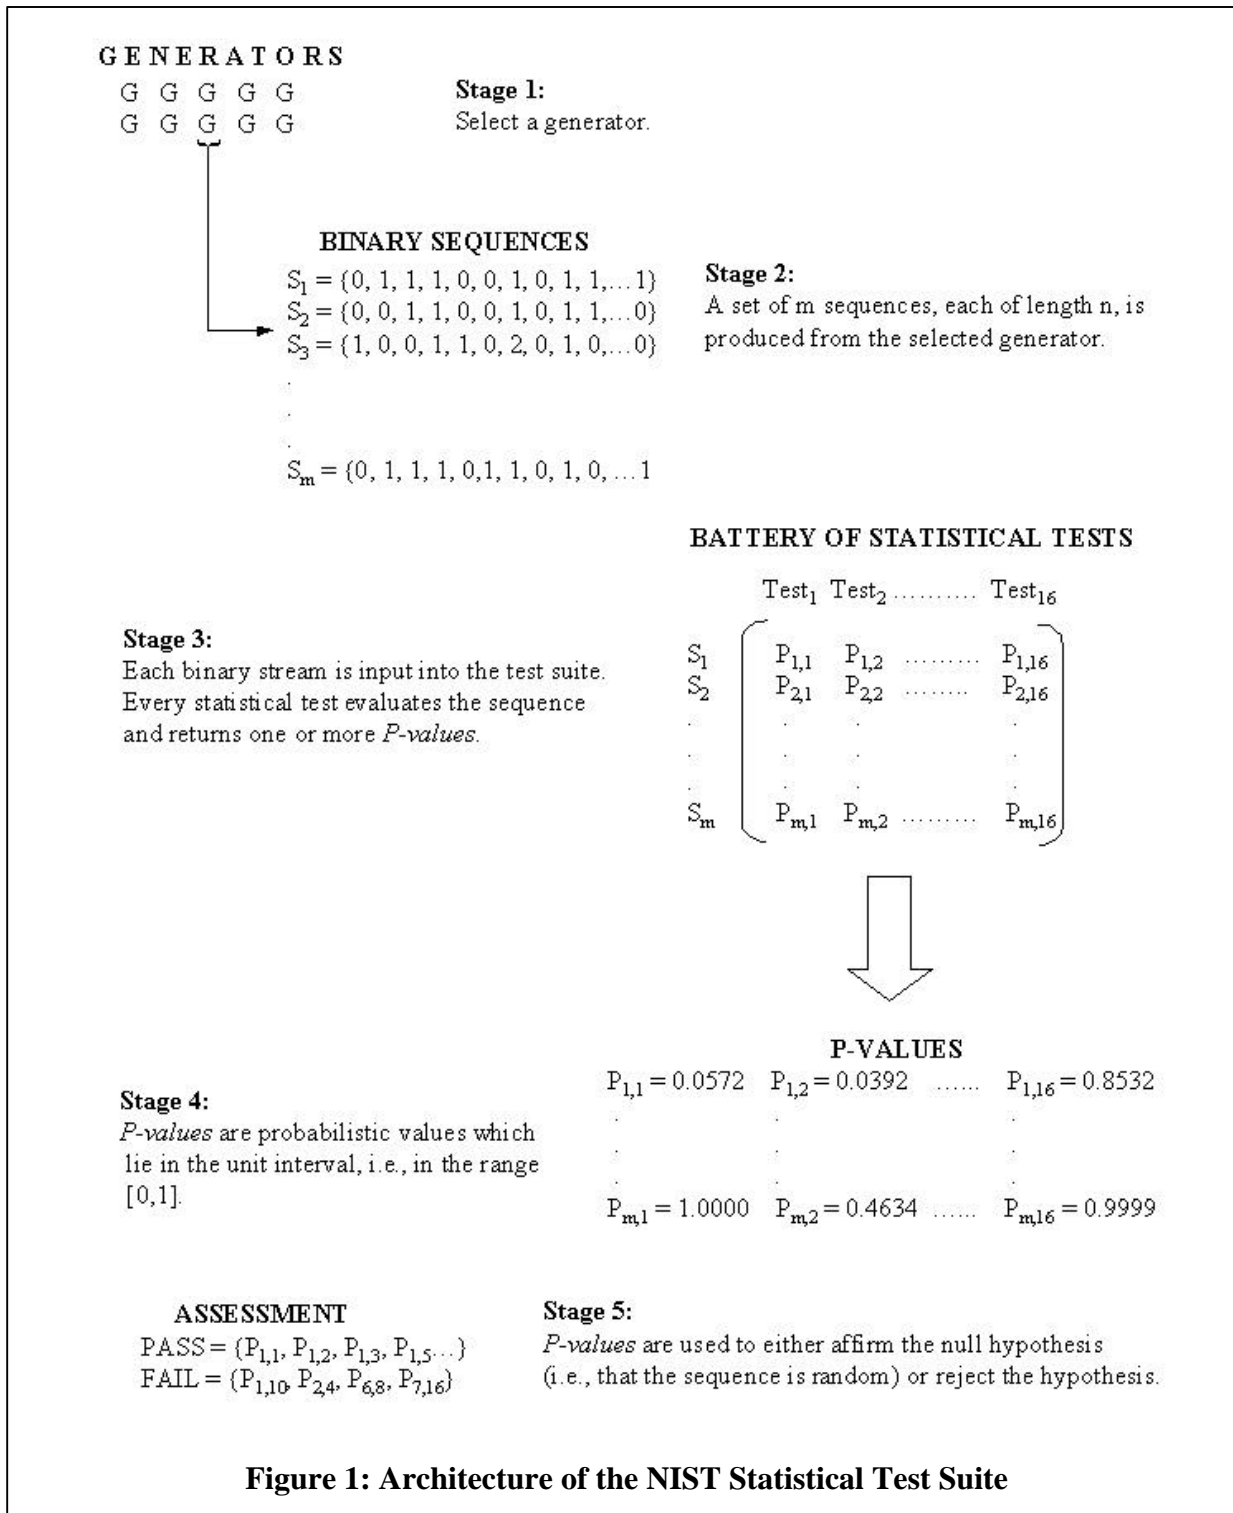 GENERATORS
G G G G G
G G G G G
Stage 1:
Select a generator.
BINARY SEQUENCES
S1 = {0, 1, 1, 1, 0, 0, 1, 0, 1, 1,...1}
S2 = {0, 0, 1, 1, 0, 0, 1, 0, 1, 1,...0}
S3 = {1, 0, 0, 1, 1, 0, 2, 0, 1, 0,...0}
.
.
.
Sm = {0, 1, 1, 1, 0,1, 1, 0, 1, 0, ...1
Stage 2:
A set of m sequences, each of length n, is
produced from the selected generator.
BATTERY OF STATISTICAL TESTS
Test1 Test2 .......... Test16
S1 P1,1 P1,2 ......... P1,16
S2 P2,1 P2,2 ........ P2,16
. . . .
. . . .
. . . .
Sm Pm,1 Pm,2 ......... Pm,16
Stage 3:
Each binary stream is input into the test suite.
Every statistical test evaluates the sequence
and returns one or more P-values.
P-VALUES
P1,1 = 0.0572 P1,2 = 0.0392 ...... P1,16 = 0.8532
. . .
. . .
. . .
Pm,1 = 1.0000 Pm,2 = 0.4634 ...... Pm,16 = 0.9999
Stage 4:
P-values are probabilistic values which
lie in the unit interval, i.e., in the range
[0,1].
ASSESSMENT
PASS = {P1,1, P1,2, P1,3, P1,5...}
FAIL = {P1,10, P2,4, P6,8, P7,16}
Stage 5:
P-values are used to either affirm the null hypothesis
(i.e., that the sequence is random) or reject the hypothesis.
Figure 1: Architecture of the NIST Statistical Test Suite